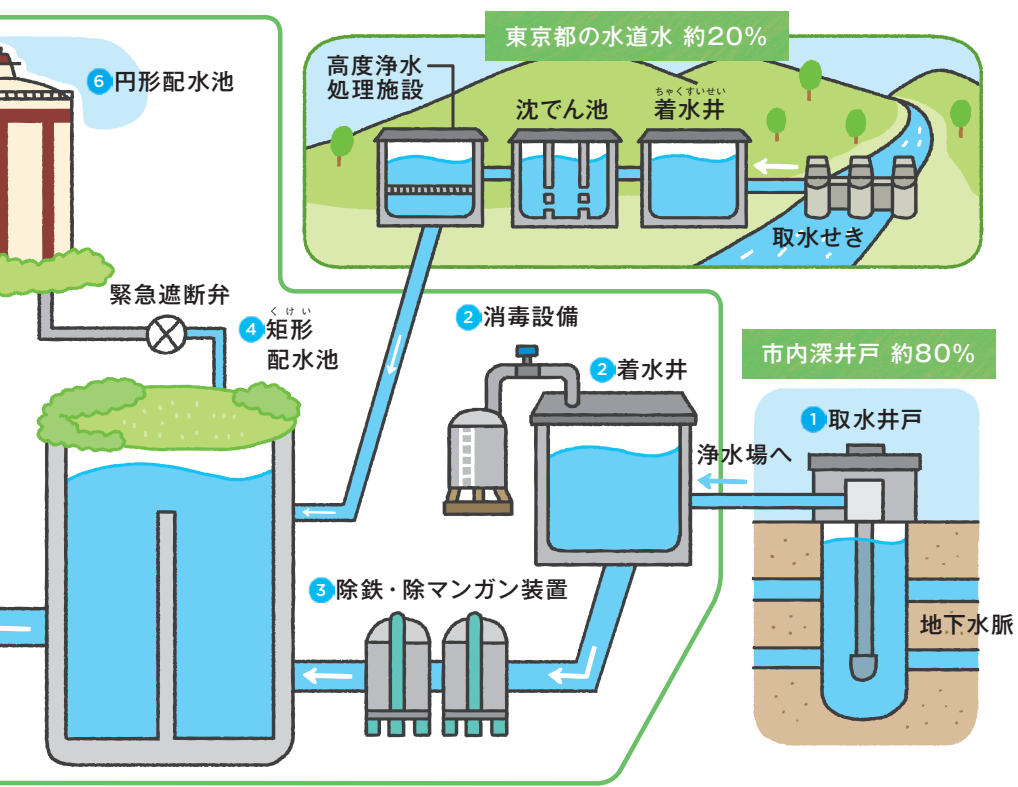 東京都の水道水 約20%
高度浄水
処理施設
沈でん池
ちゃくすいせい
着水井
取水せき
6 円形配水池
緊急遮断弁
くけい
4 矩形
配水池
2 消毒設備
2 着水井
市内深井戸 約80%
1 取水井戸
浄水場へ
地下水脈
3 除鉄・除マンガン装置